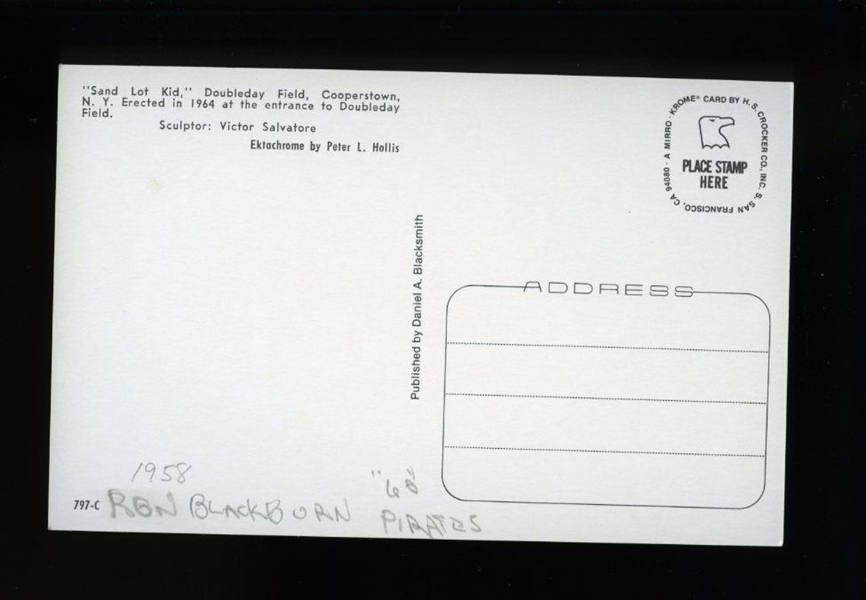 "Sand Lot Kid," Doubleday Field, Cooperstown,
N. Y. Erected in 1964 at the entrance to Doubleday
Field.
Sculptor: Victor Salvatore
Ektachrome by Peter L. Hollis
A MIRRO-KROME® CARD BY H. S. CROCKER CO., INC. S. SAN FRANCISCO, CA. 94080
PLACE STAMP
HERE
Published by Daniel A. Blacksmith
ADDRESS
1958
"60"
797-C RON BLACKBURN PIRATES